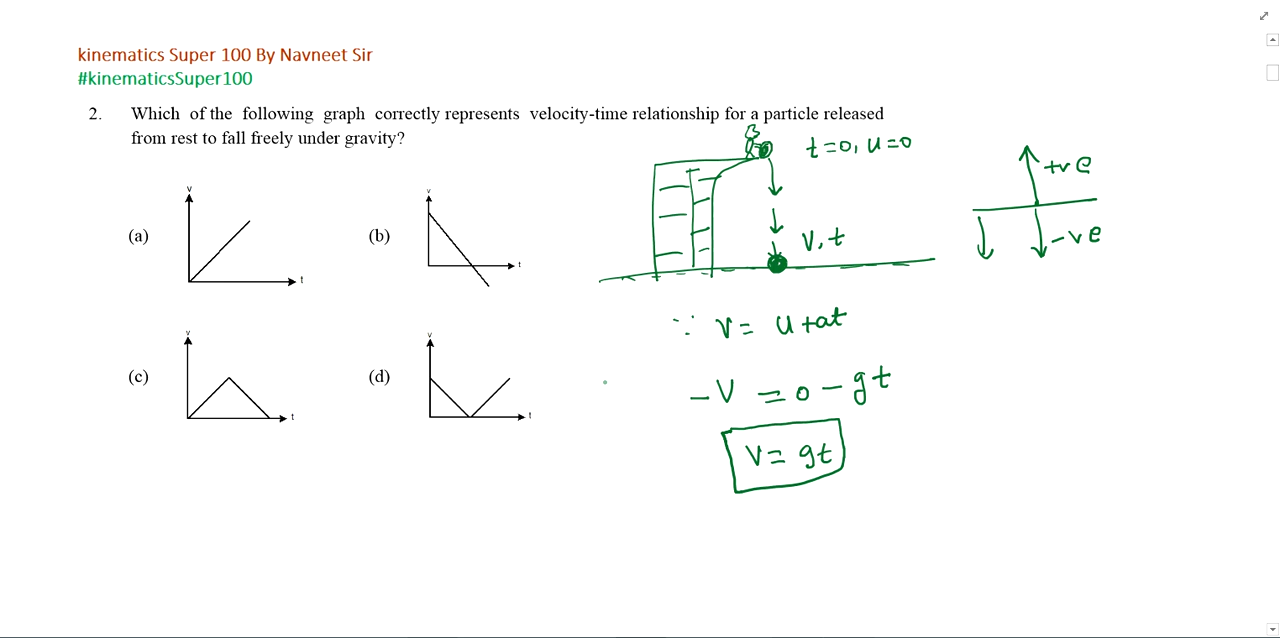 kinematics Super 100 By Navneet Sir
#kinematicsSuper100
2. Which of the following graph correctly represents velocity-time relationship for a particle released
from rest to fall freely under gravity?
t=0, u=0
+ve
-ve
v, t
(a) v t
(b) v t
(c) v t
(d) v t
∵ v = u+at
-v = 0 - gt
v = gt